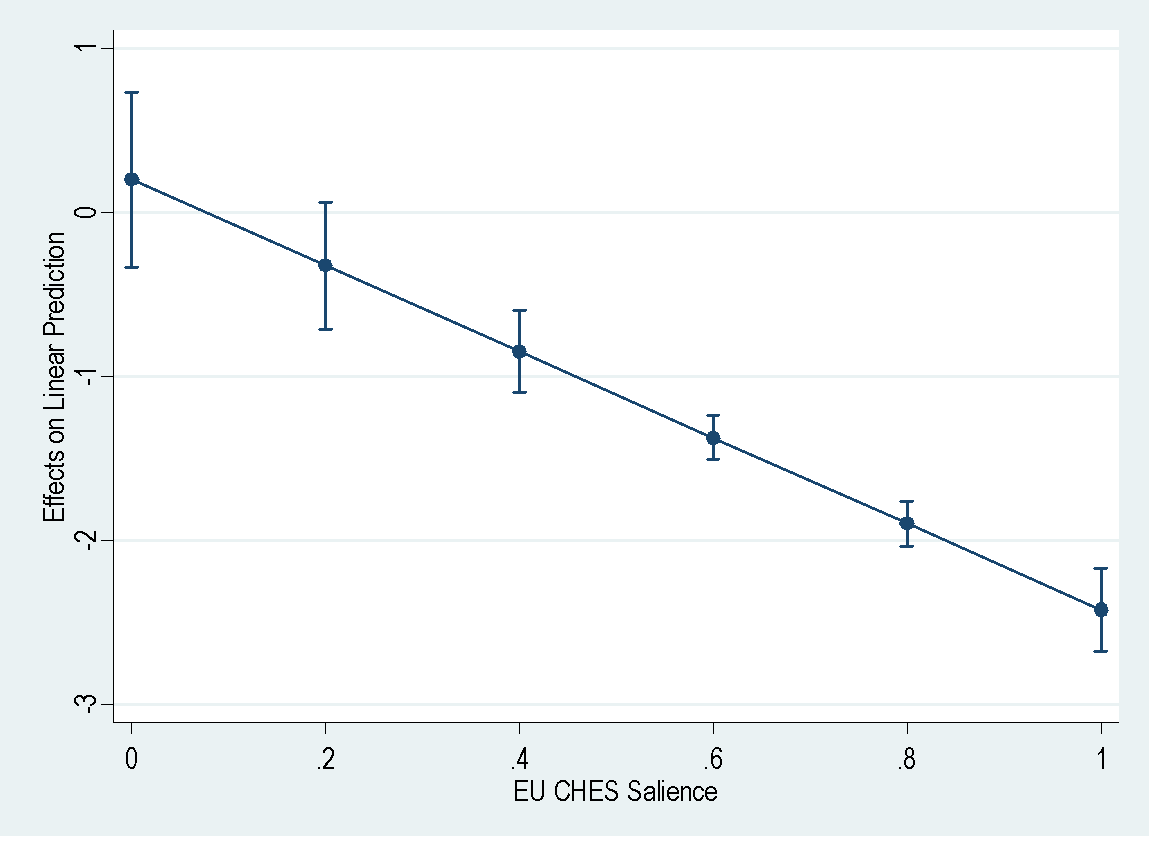 Effects on Linear Prediction
1
0
-1
-2
-3
0 .2 .4 .6 .8 1
EU CHES Salience